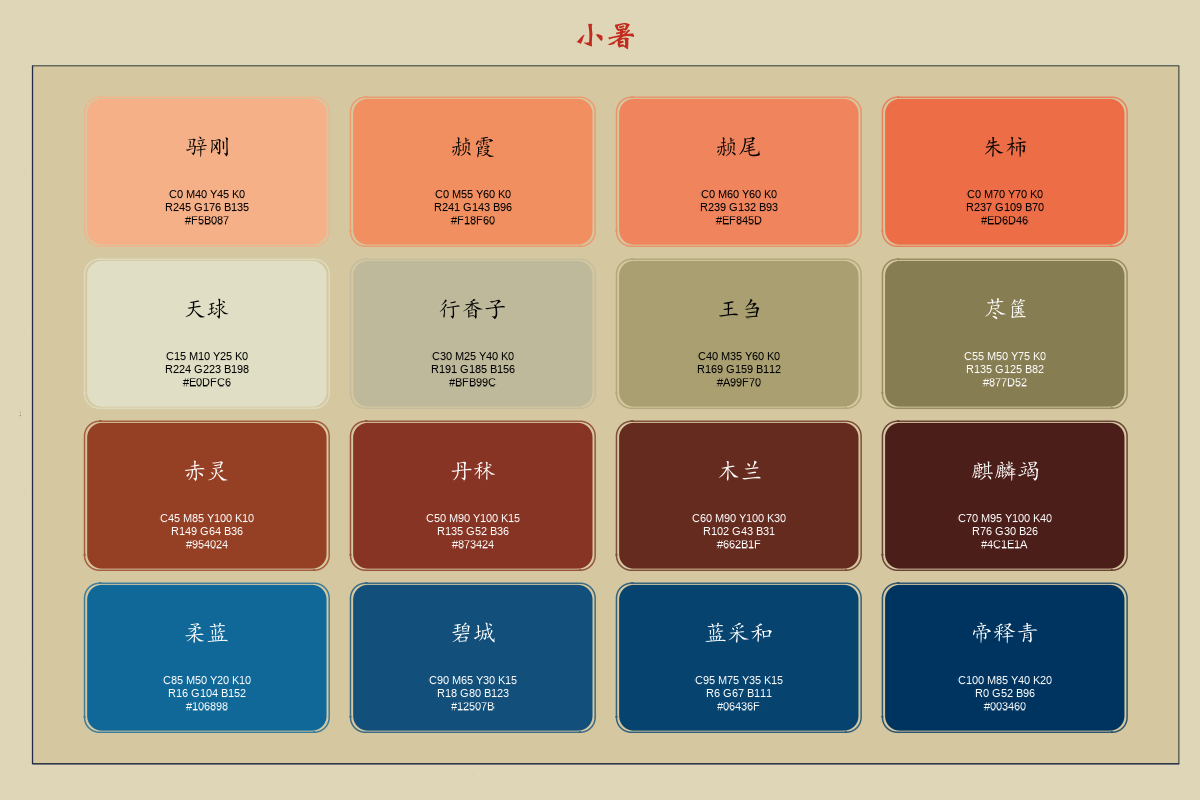 小暑
骍刚
C0 M40 Y45 K0
R245 G176 B135
#F5B087
赪霞
C0 M55 Y60 K0
R241 G143 B96
#F18F60
赪尾
C0 M60 Y60 K0
R239 G132 B93
#EF845D
朱柿
C0 M70 Y70 K0
R237 G109 B70
#ED6D46
天球
C15 M10 Y25 K0
R224 G223 B198
#E0DFC6
行香子
C30 M25 Y40 K0
R191 G185 B156
#BFB99C
王刍
C40 M35 Y60 K0
R169 G159 B112
#A99F70
荩箧
C55 M50 Y75 K0
R135 G125 B82
#877D52
赤灵
C45 M85 Y100 K10
R149 G64 B36
#954024
丹秫
C50 M90 Y100 K15
R135 G52 B36
#873424
木兰
C60 M90 Y100 K30
R102 G43 B31
#662B1F
麒麟竭
C70 M95 Y100 K40
R76 G30 B26
#4C1E1A
柔蓝
C85 M50 Y20 K10
R16 G104 B152
#106898
碧城
C90 M65 Y30 K15
R18 G80 B123
#12507B
蓝采和
C95 M75 Y35 K15
R6 G67 B111
#06436F
帝释青
C100 M85 Y40 K20
R0 G52 B96
#003460